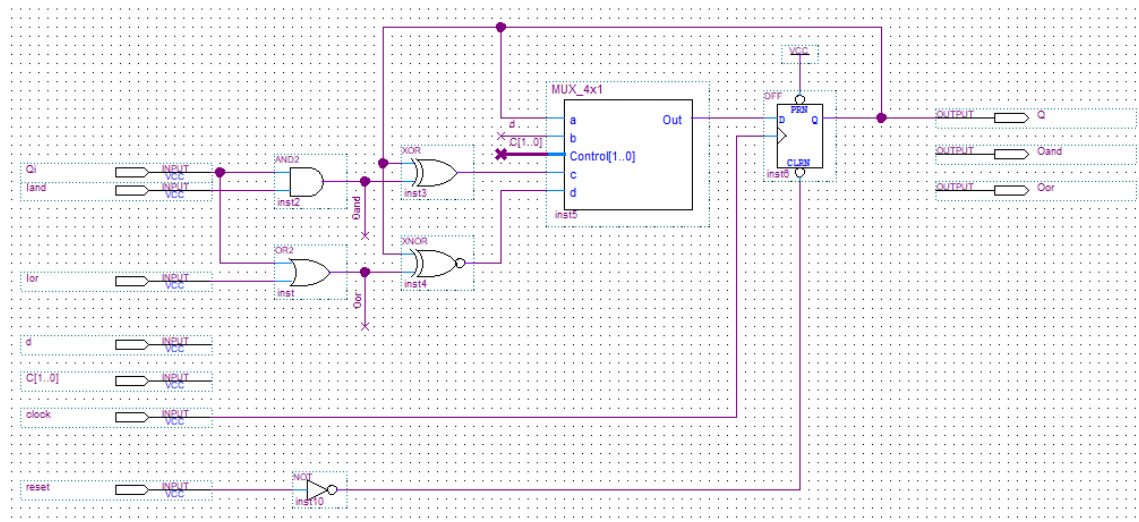 VCC
MUX_4x1
DFF
a
Out
D
PRN
Q
OUTPUT
Q
d
b
C[1..0]
Control[1..0]
c
d
inst5
CLRN
inst6
OUTPUT
Oand
OUTPUT
Oor
Qi
INPUT
VCC
Iand
INPUT
VCC
AND2
inst2
Oand
XOR
inst3
XNOR
inst4
Ior
INPUT
VCC
OR2
inst
Oor
d
INPUT
VCC
C[1..0]
INPUT
VCC
clock
INPUT
VCC
reset
INPUT
VCC
NOT
inst10